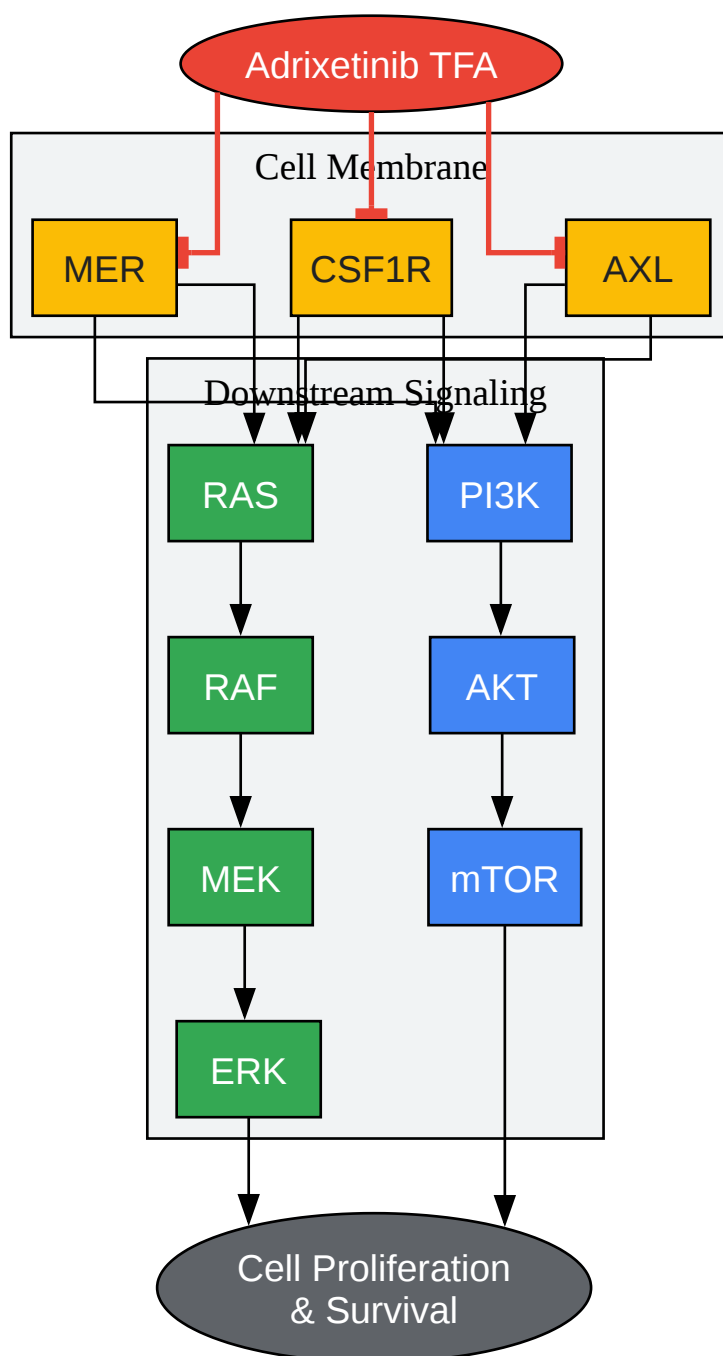 Adrixetinib TFA
Cell Membrane
MER
CSF1R
AXL
Downstream Signaling
RAS
PI3K
RAF
AKT
MEK
mTOR
ERK
Cell Proliferation
& Survival